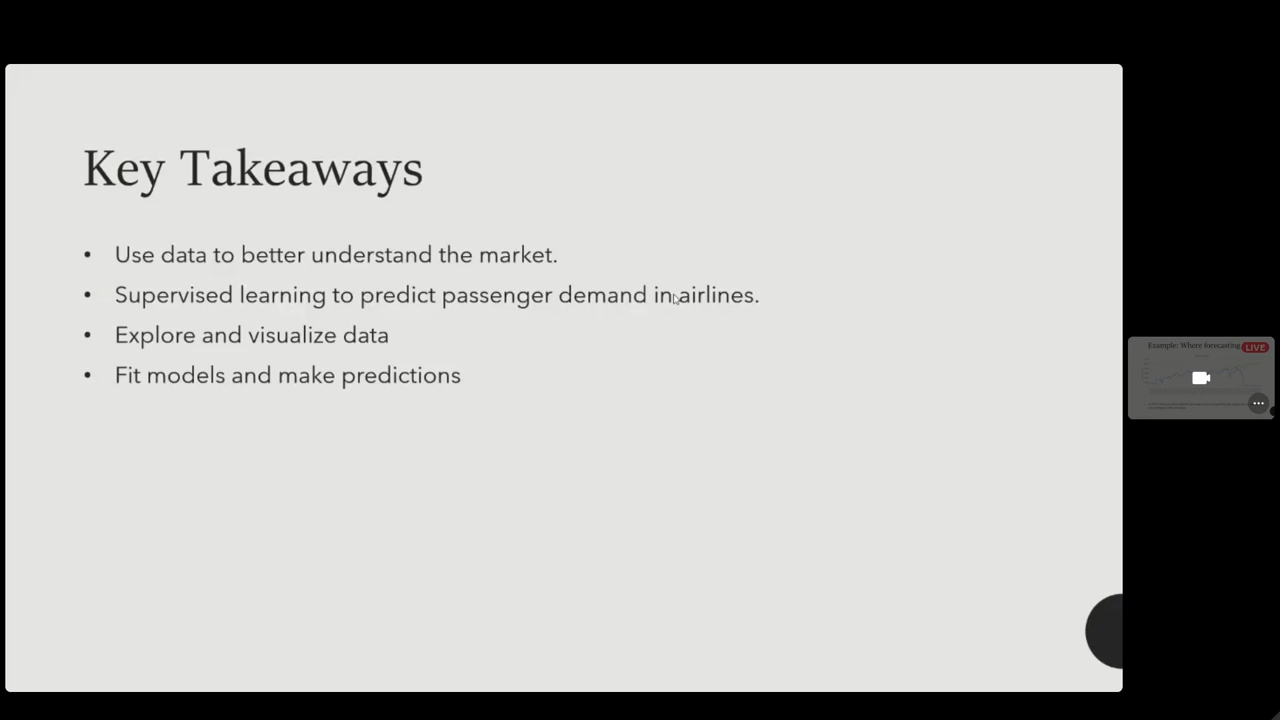 Key Takeaways
• Use data to better understand the market.
• Supervised learning to predict passenger demand in airlines.
• Explore and visualize data
• Fit models and make predictions
Example: Where forecasting
LIVE